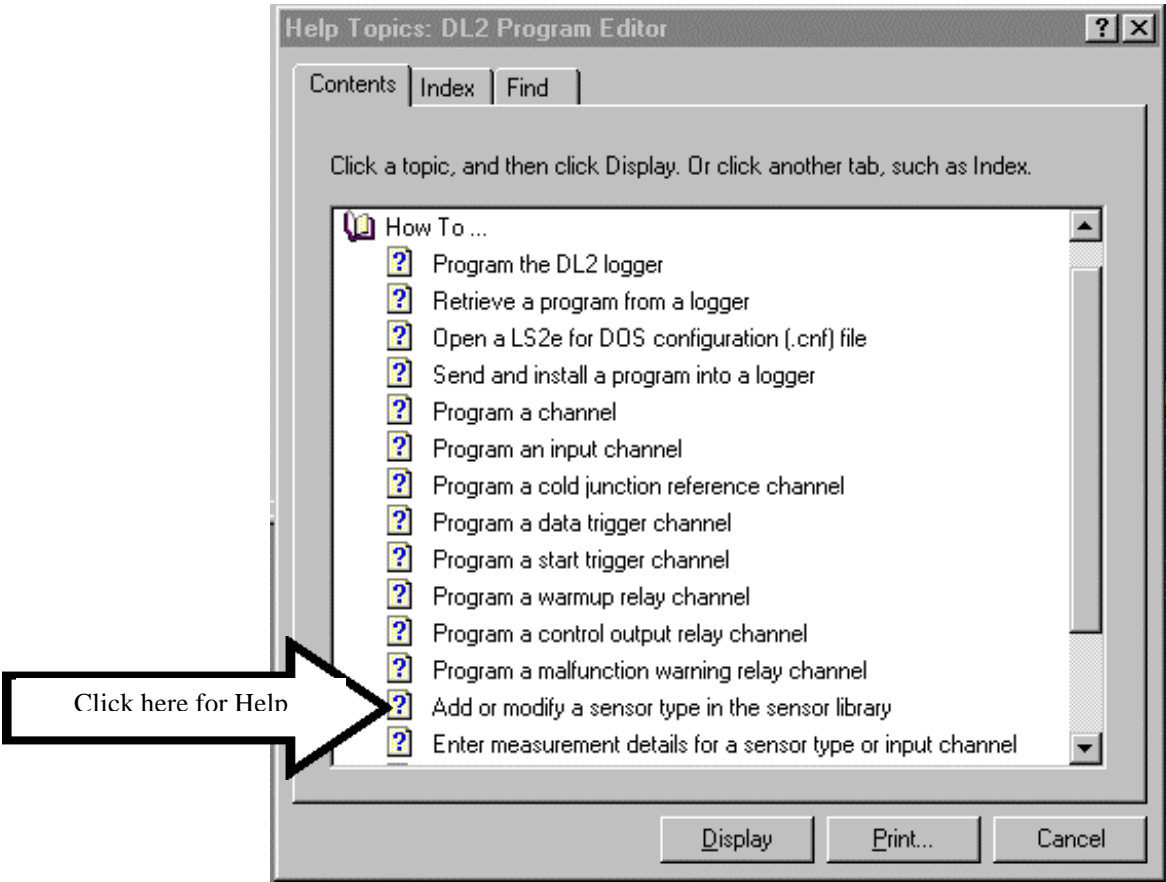 Help Topics: DL2 Program Editor
Contents
Index
Find
Click a topic, and then click Display. Or click another tab, such as Index.
How To ...
Program the DL2 logger
Retrieve a program from a logger
Open a LS2e for DOS configuration (.cnf) file
Send and install a program into a logger
Program a channel
Program an input channel
Program a cold junction reference channel
Program a data trigger channel
Program a start trigger channel
Program a warmup relay channel
Program a control output relay channel
Program a malfunction warning relay channel
Click here for Help
Add or modify a sensor type in the sensor library
Enter measurement details for a sensor type or input channel
Display
Print...
Cancel